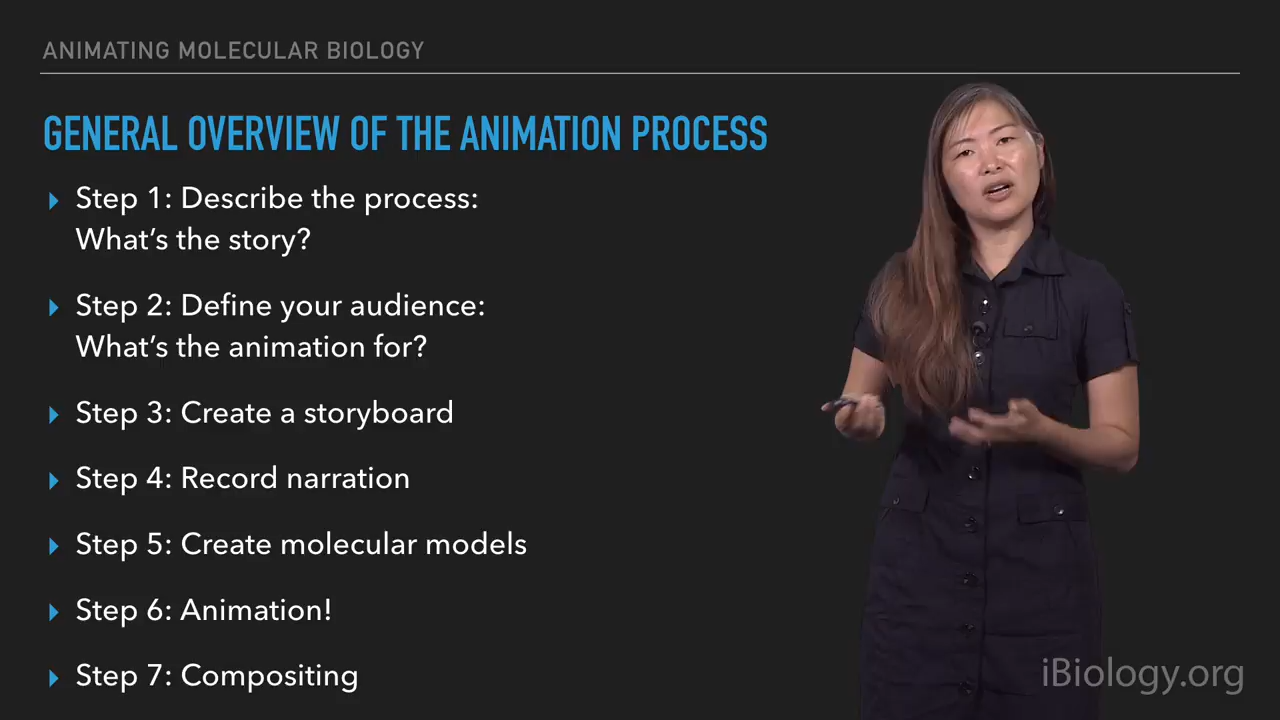 ANIMATING MOLECULAR BIOLOGY
GENERAL OVERVIEW OF THE ANIMATION PROCESS
Step 1: Describe the process:
What’s the story?
Step 2: Define your audience:
What’s the animation for?
Step 3: Create a storyboard
Step 4: Record narration
Step 5: Create molecular models
Step 6: Animation!
Step 7: Compositing
iBiology.org